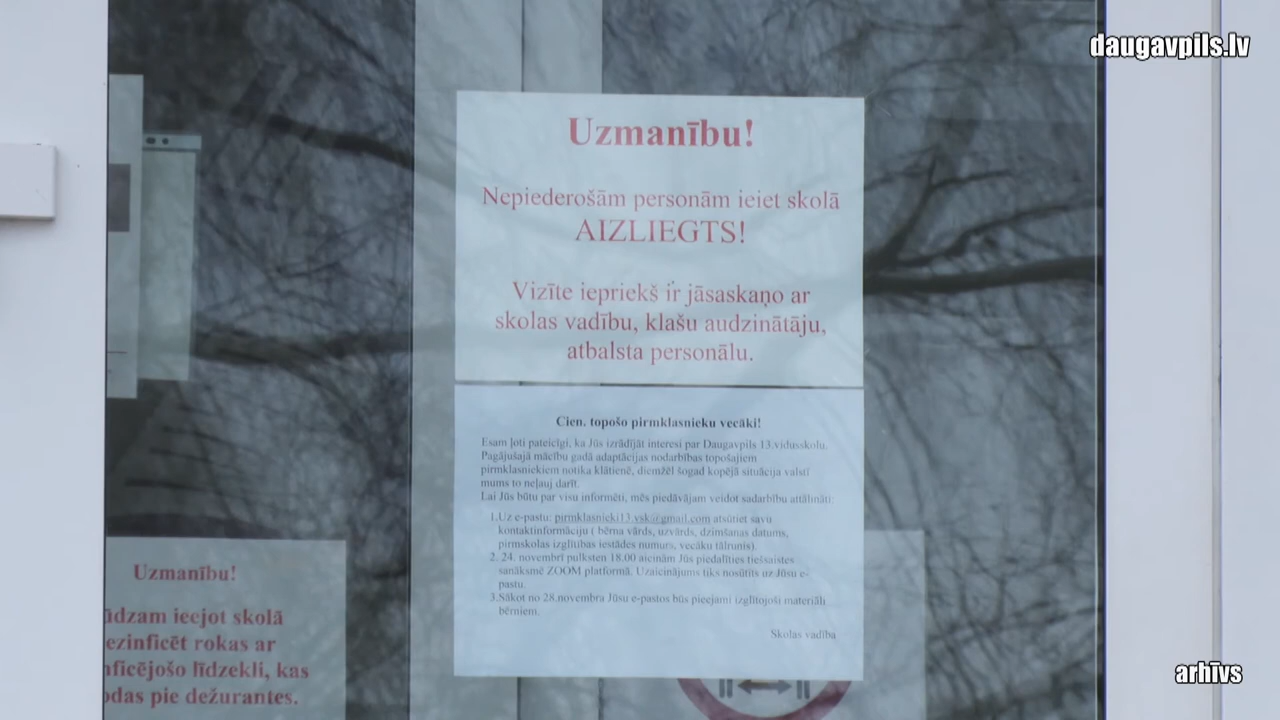 daugavpils.lv
Uzmanību!
Nepiederošām personām ieiet skolā
AIZLIEGTS!
Vizīte iepriekš ir jāsaskaņo ar
skolas vadību, klašu audzinātāju,
atbalsta personālu.
Cien. topošo pirmklasnieku vecāki!
Esam ļoti pateicīgi, ka Jūs izrādījāt interesi par Daugavpils 13.vidusskolu.
Pagājušajā mācību gadā adaptācijas nodarbības topošajiem
pirmklasniekiem notika klātienē, diemžēl šogad kopējā situācija valstī
mums to neļauj darīt.
Lai Jūs būtu par visu informēti, mēs piedāvājam veidot sadarbību attālināti:
1.Uz e-pastu: pirmklasnieki13.vsk@gmail.com atsūtiet savu
kontaktinformāciju ( bērna vārds, uzvārds, dzimšanas datums,
pirmskolas izglītības iestādes numurs, vecāku tālrunis).
2. 24. novembrī pulksten 18.00 aicinām Jūs piedalīties tiešsaistes
sanāksmē ZOOM platformā. Uzaicinājums tiks nosūtīts uz Jūsu e-
pastu.
3.Sākot no 28.novembra Jūsu e-pastos būs pieejami izglītojoši materiāli
bērniem.
Skolas vadība
Uzmanību!
ūdzam ieejot skolā
ezinficēt rokas ar
nficējošo līdzekli, kas
odas pie dežurantes.
arhīvs